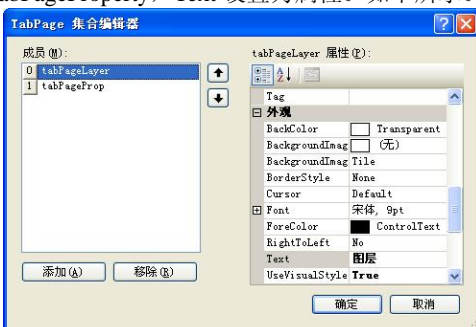 TabPageProperty，Text 设置为属性。如下所示
TabPage 集合编辑器
成员(M):
0 tabPageLayer
1 tabPageProp
添加(A)
移除(R)
tabPageLayer 属性(P):
Tag
外观
BackColor Transparent
BackgroundImag (无)
BackgroundImag Tile
BorderStyle None
Cursor Default
Font 宋体, 9pt
ForeColor ControlText
RightToLeft No
Text 图层
UseVisualStyle True
确定
取消